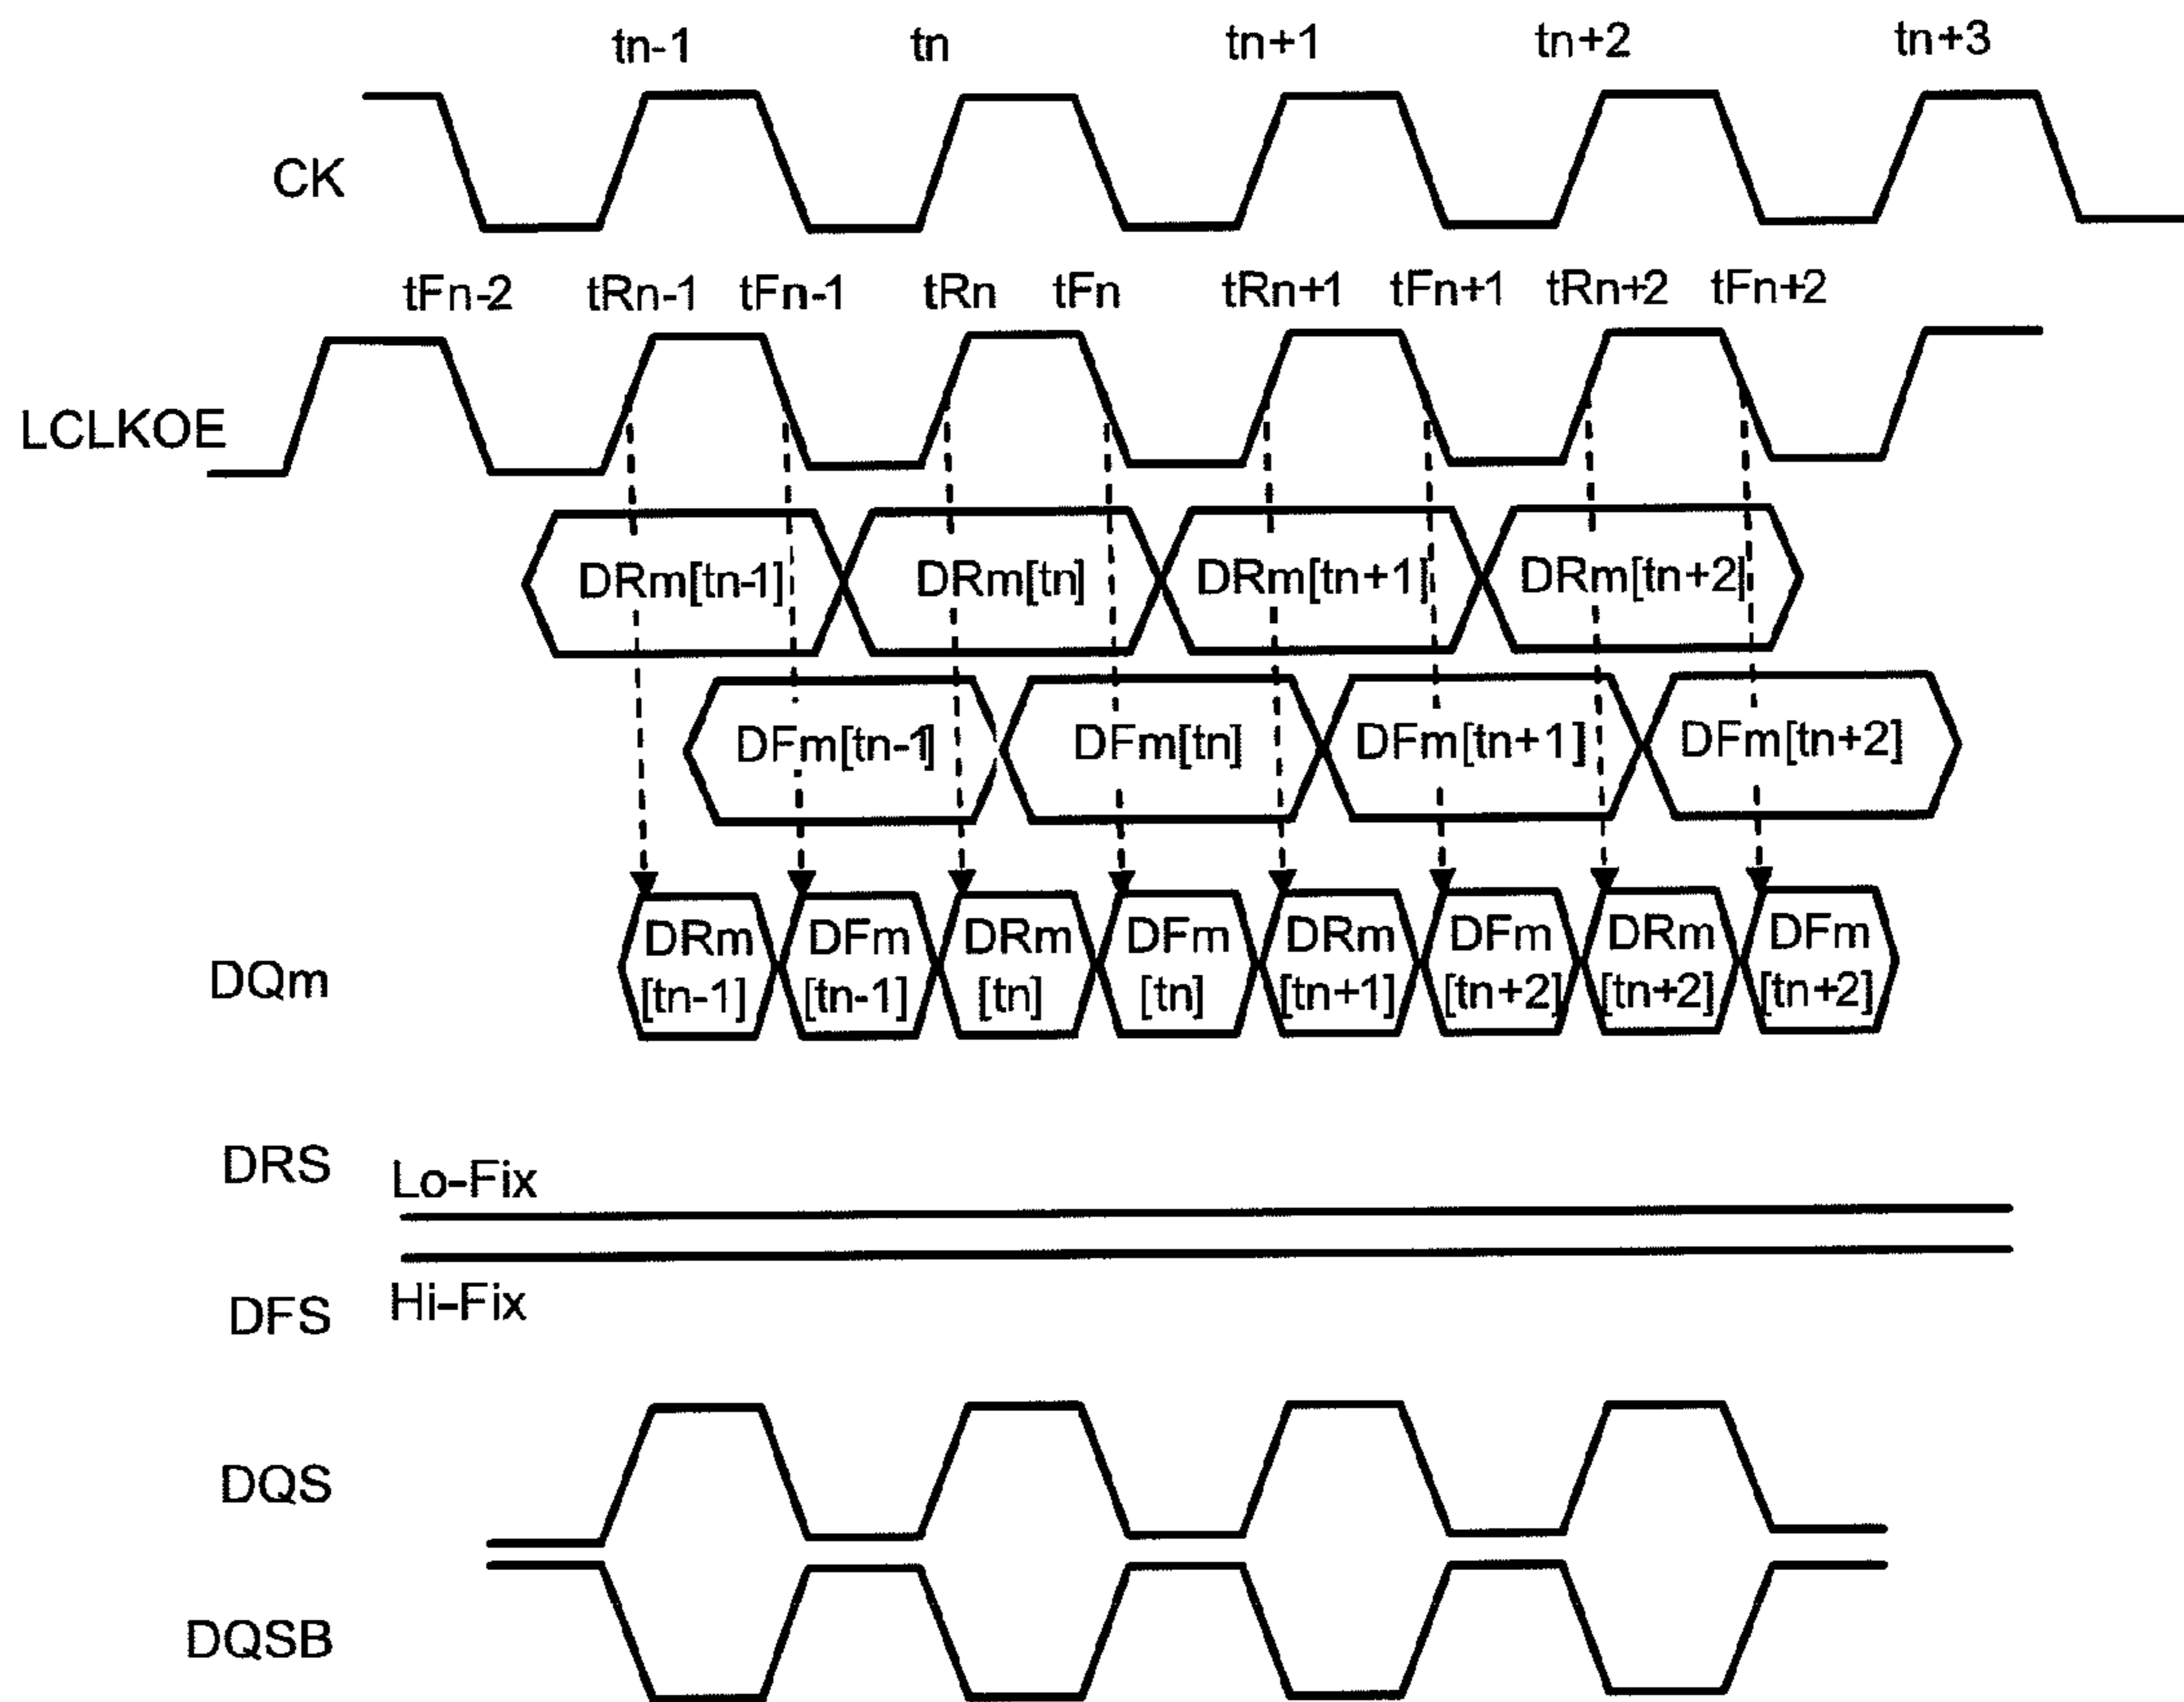 tn-1 tn tn+1 tn+2 tn+3
CK
tFn-2 tRn-1 tFn-1 tRn tFn tRn+1 tFn+1 tRn+2 tFn+2
LCLKOE
DRm[tn-1] DRm[tn] DRm[tn+1] DRm[tn+2]
DFm[tn-1] DFm[tn] DFm[tn+1] DFm[tn+2]
DRm DFm DRm DFm DRm DFm DRm DFm
DQm
[tn-1] [tn-1] [tn] [tn] [tn+1] [tn+2] [tn+2] [tn+2]
DRS Lo-Fix
DFS Hi-Fix
DQS
DQSB